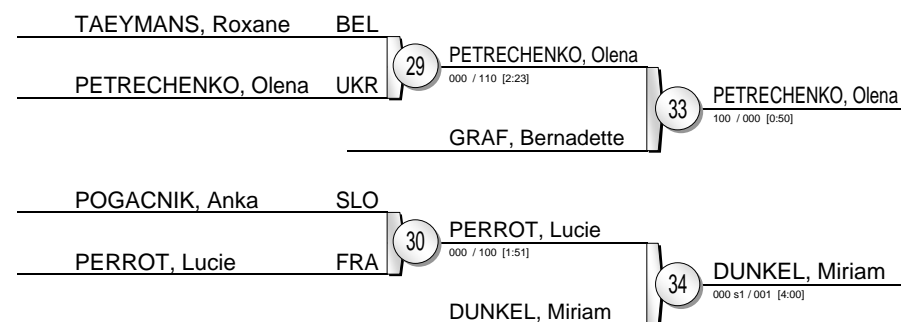 TAEYMANS, Roxane BEL
29
PETRECHENKO, Olena
000 / 110 [2:23]
PETRECHENKO, Olena UKR
33
PETRECHENKO, Olena
100 / 000 [0:50]
GRAF, Bernadette
POGACNIK, Anka SLO
30
PERROT, Lucie
000 / 100 [1:51]
PERROT, Lucie FRA
34
DUNKEL, Miriam
000 s1 / 001 [4:00]
DUNKEL, Miriam